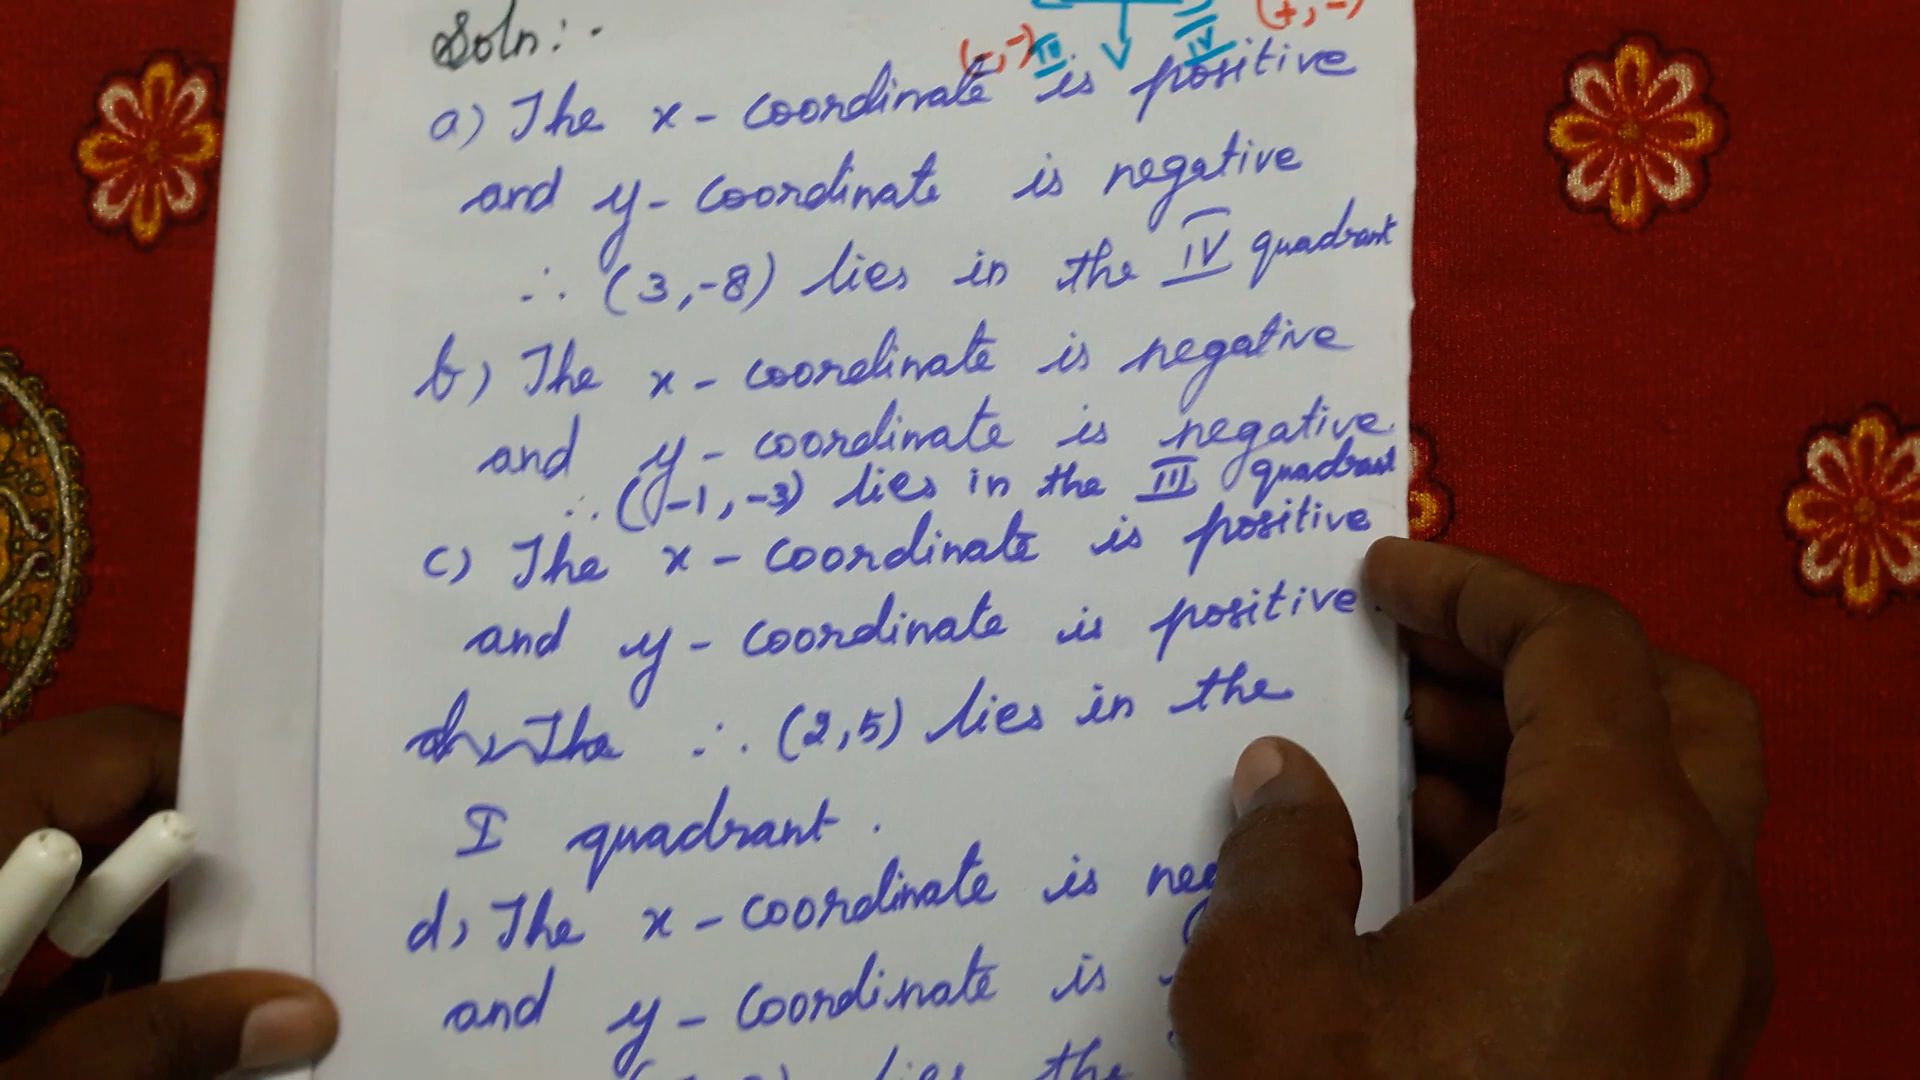 Soln:-
(-,-) III IV (+,-)
a) The x - coordinate is positive
and y - coordinate is negative
∴ (3,-8) lies in the IV quadrant
b) The x - coordinate is negative
and y - coordinate is negative.
∴ (-1,-3) lies in the III quadrant
c) The x - coordinate is positive
and y - coordinate is positive.
∴ (2,5) lies in the
I quadrant.
d) The x - coordinate is neg
and y - coordinate is
lies the